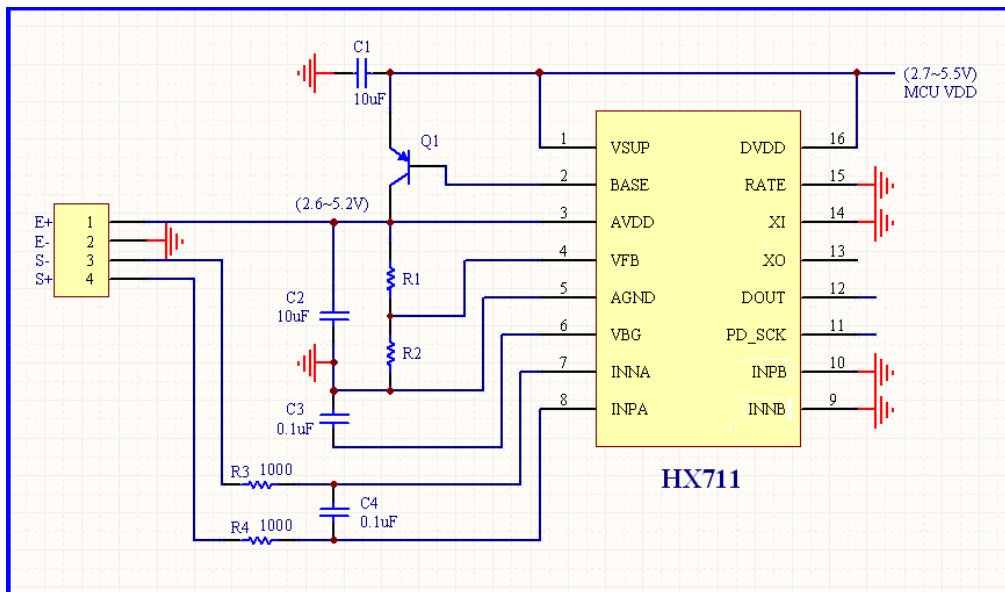 C1
10uF
(2.7~5.5V)
MCU VDD
Q1
1 VSUP DVDD 16
2 BASE RATE 15
(2.6~5.2V)
3 AVDD XI 14
E+ 1
E- 2
S- 3
S+ 4
4 VFB XO 13
R1
5 AGND DOUT 12
C2
10uF
6 VBG PD_SCK 11
R2
7 INNA INPB 10
8 INPA INNB 9
C3
0.1uF
HX711
R3 1000
C4
0.1uF
R4 1000